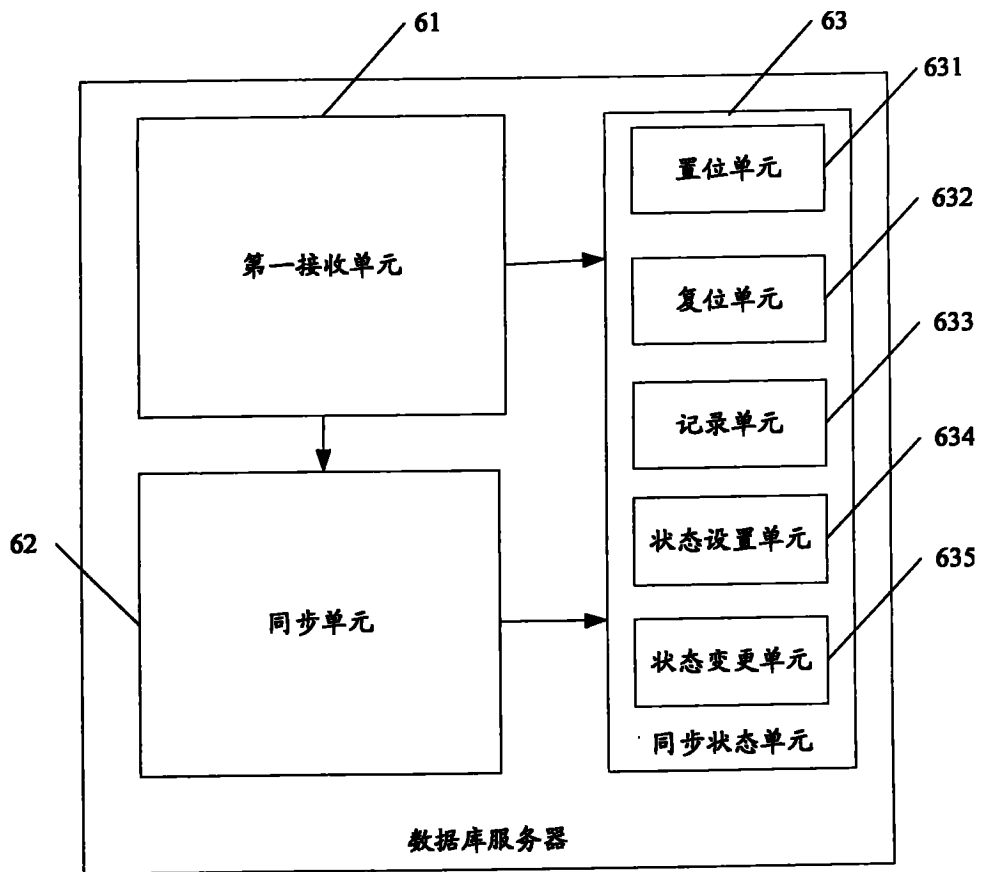 61
63
631
置位单元
632
第一接收单元
复位单元
633
记录单元
634
状态设置单元
62
635
同步单元
状态变更单元
同步状态单元
数据库服务器